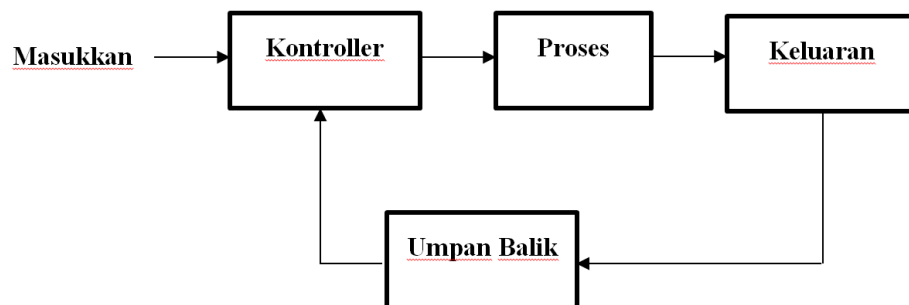 Masukkan
Kontroller
Proses
Keluaran
Umpan Balik